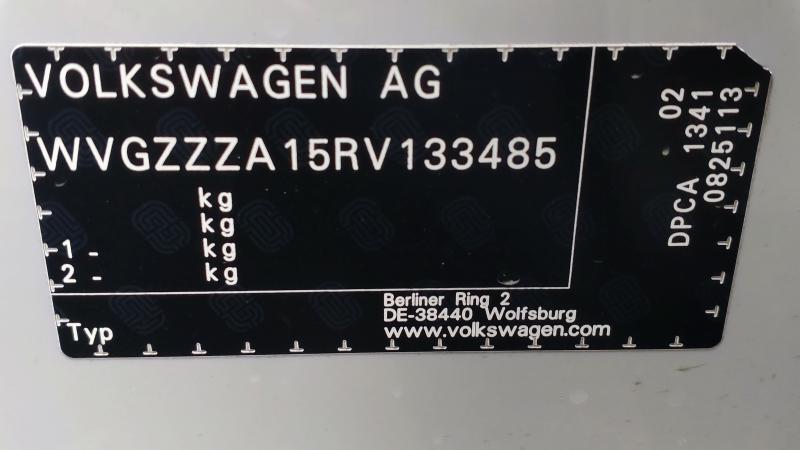 VOLKSWAGEN AG
WVGZZZA15RV133485
kg
kg
1 - kg
2 - kg
Typ
Berliner Ring 2
DE-38440 Wolfsburg
www.volkswagen.com
02
DPCA 1341
0825113